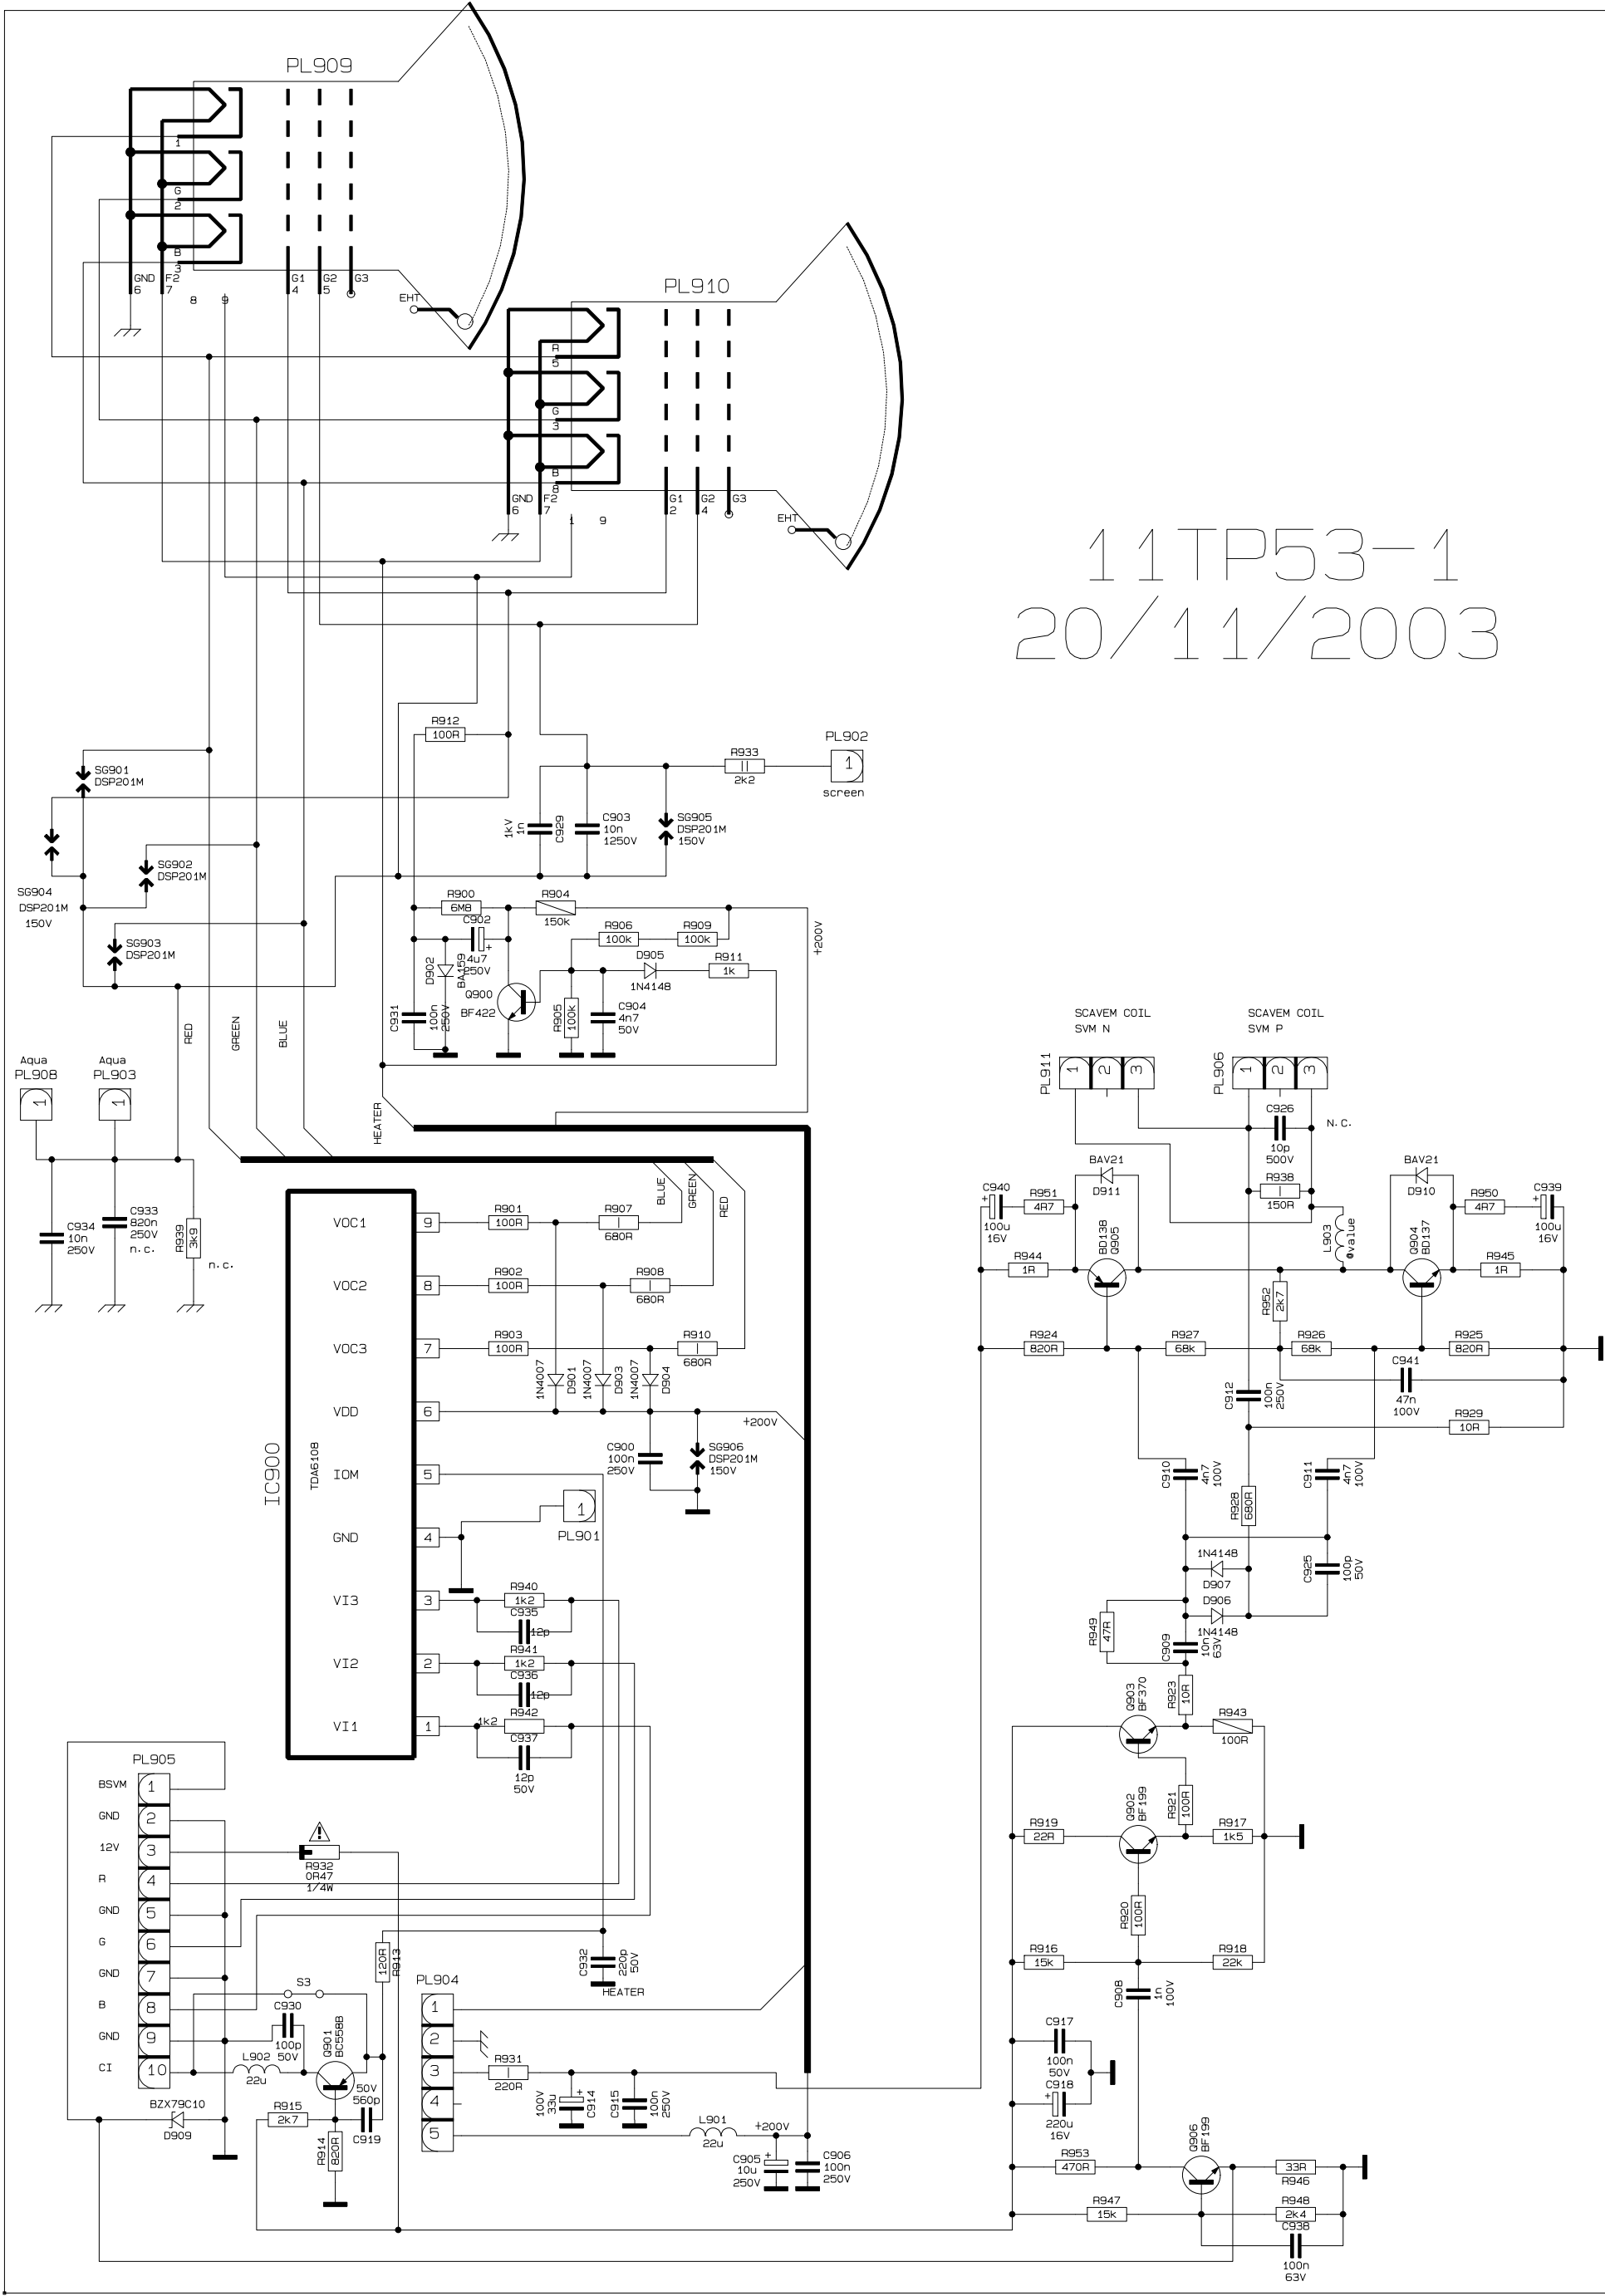 PL909
1
G
2
B
3
GND F2 G1 G2 G3
6 7 8 9 4 5
EHT
PL910
R
5
G
3
B
8
GND F2 G1 G2 G3
6 7 1 9 2 4
EHT
11TP53-1
20/11/2003
R912
100R
R933
2k2
PL902
1
screen
SG901
DSP201M
SG902
DSP201M
SG904
DSP201M
150V
SG903
DSP201M
1kV
1n
C929
C903
10n
1250V
SG905
DSP201M
150V
R900
6M8
C902
4u7
250V
R904
150k
R906
100k
R909
100k
+200V
D902
BA159
D905
1N4148
R911
1k
Q900
BF422
C931
100n
250V
R905
100k
C904
4n7
50V
RED
GREEN
BLUE
Aqua
PL908
1
Aqua
PL903
1
HEATER
C934
10n
250V
C933
820n
250V
n.c.
R939
3k9
n.c.
SCAVEM COIL
SVM N
SCAVEM COIL
SVM P
PL911
1 2 3
PL906
1 2 3
C926
10p
500V
N.C.
BLUE
GREEN
RED
IC900
TDA6108
VOC1 9
VOC2 8
VOC3 7
VDD 6
IOM 5
GND 4
VI3 3
VI2 2
VI1 1
R901
100R
R907
680R
R902
100R
R908
680R
R903
100R
R910
680R
1N4007
D901
1N4007
D903
1N4007
D904
+200V
C900
100n
250V
SG906
DSP201M
150V
1
PL901
R940
1k2
C935
12p
R941
1k2
C936
12p
R942
1k2
C937
12p
50V
BAV21
D911
BAV21
D910
R938
150R
C940
+
100u
16V
R951
4R7
BD138
Q905
L903
@value
Q904
BD137
R950
4R7
C939
+
100u
16V
R944
1R
R945
1R
R952
2k7
R924
820R
R927
68k
R926
68k
R925
820R
C941
47n
100V
C912
100n
250V
R929
10R
C910
4n7
100V
R928
680R
C911
4n7
100V
1N4148
D907
D906
1N4148
C925
100p
50V
R949
47R
C909
10n
63V
R923
10R
Q903
BF370
R943
100R
R921
100R
Q902
BF199
R919
22R
R917
1k5
R920
100R
R916
15k
R918
22k
C908
1n
100V
C917
100n
50V
C918
+
220u
16V
R953
470R
Q906
BF199
33R
R946
R947
15k
R948
2k4
C938
100n
63V
PL905
BSVM 1
GND 2
12V 3
R 4
GND 5
G 6
GND 7
B 8
GND 9
CI 10
R932
0R47
1/4W
S3
C930
100p
50V
L902
22u
Q901
BC558B
120R
R913
BZX79C10
D909
R915
2k7
50V
560p
C919
R914
820R
C932
220p
50V
HEATER
PL904
1
2
3
4
5
R931
220R
100V
33u
+
C914
C915
100n
250V
L901
22u
+200V
C905
10u
250V
+
C906
100n
250V